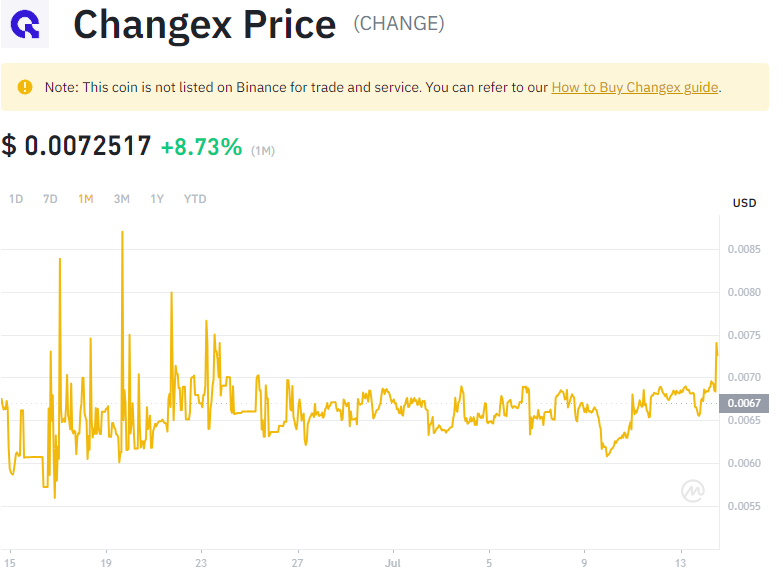 Changex Price (CHANGE)
Note: This coin is not listed on Binance for trade and service. You can refer to our How to Buy Changex guide.
$ 0.0072517 +8.73% (1M)
1D 7D 1M 3M 1Y YTD
USD
0.0085
0.0080
0.0075
0.0070
0.0067
0.0065
0.0060
0.0055
15 19 23 27 Jul 5 9 13